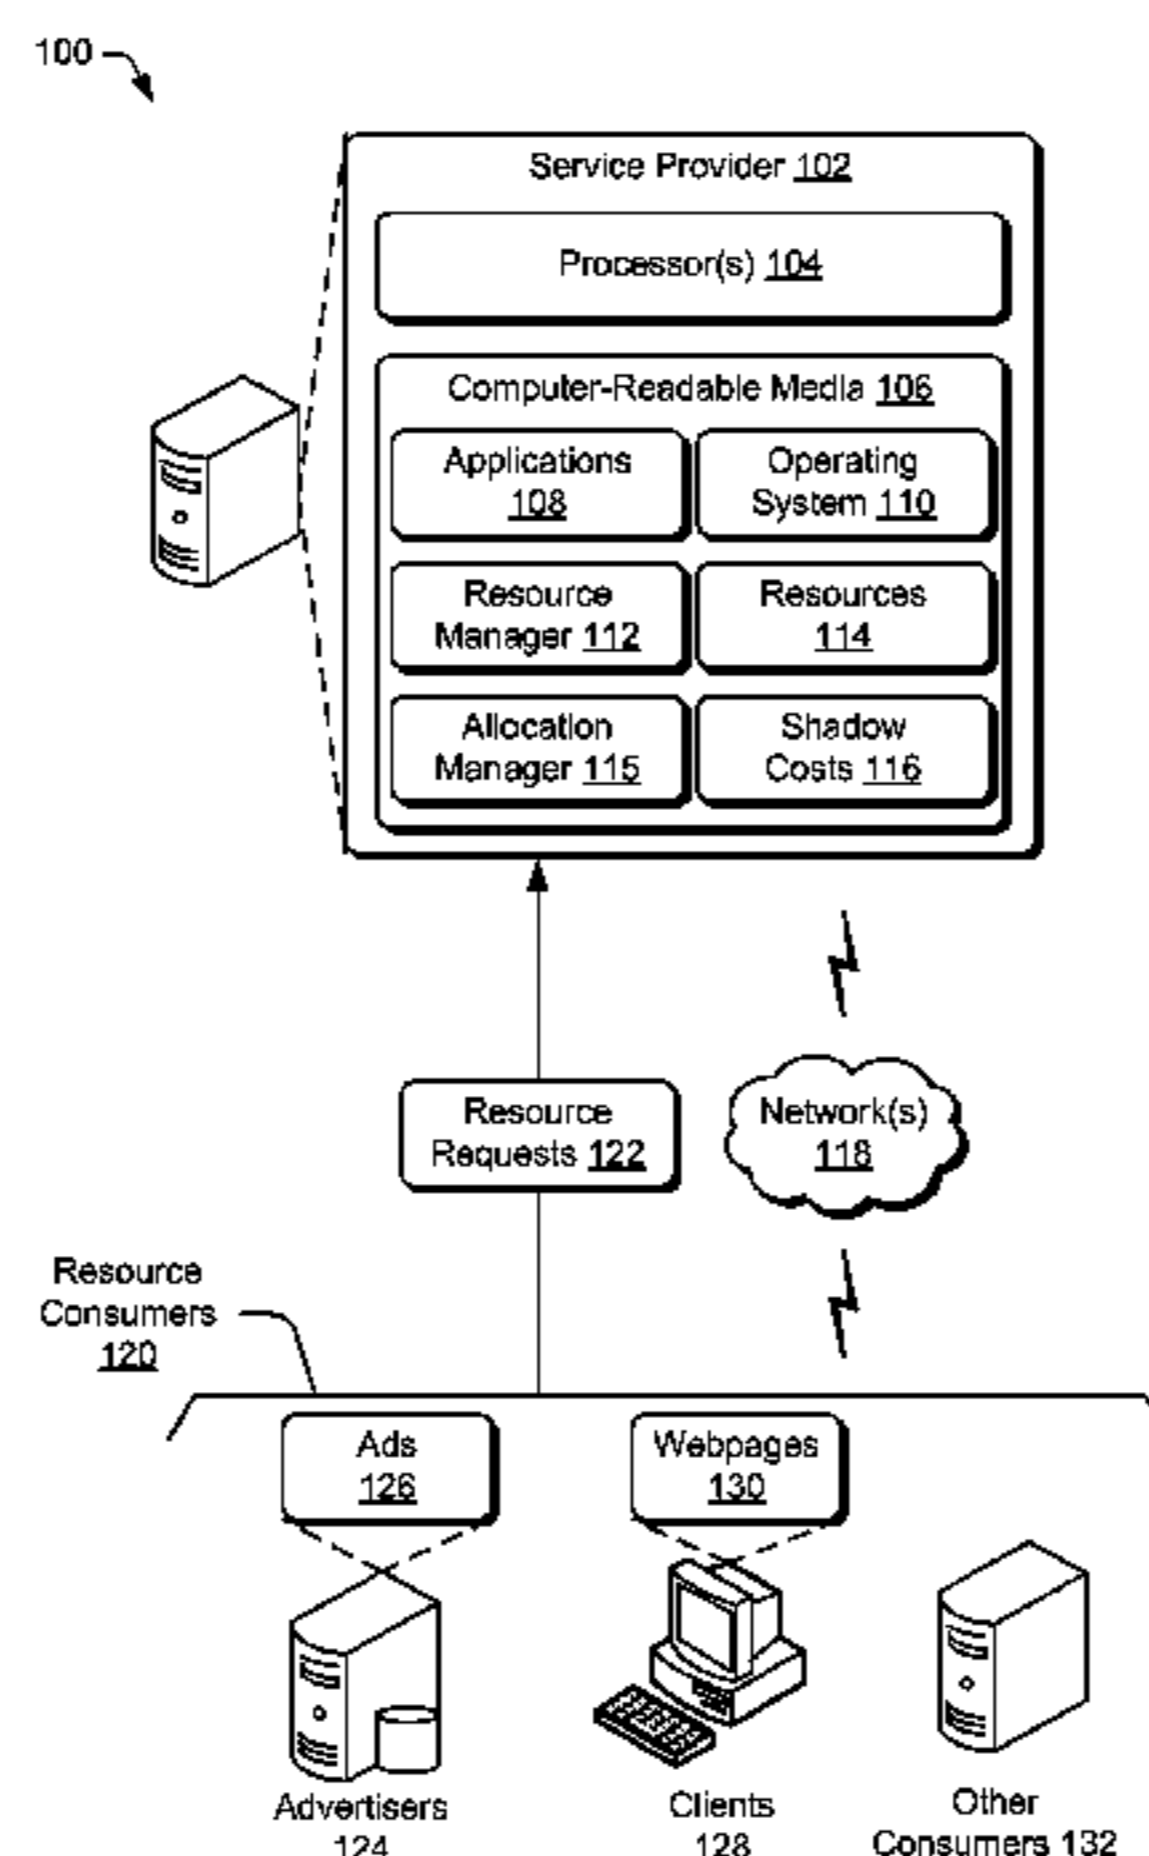 100
Service Provider 102
Processor(s) 104
Computer-Readable Media 106
Applications
108
Operating
System 110
Resource
Manager 112
Resources
114
Allocation
Manager 115
Shadow
Costs 116
Resource
Requests 122
Network(s)
118
Resource
Consumers
120
Ads
126
Webpages
130
Advertisers
124
Clients
128
Other
Consumers 132